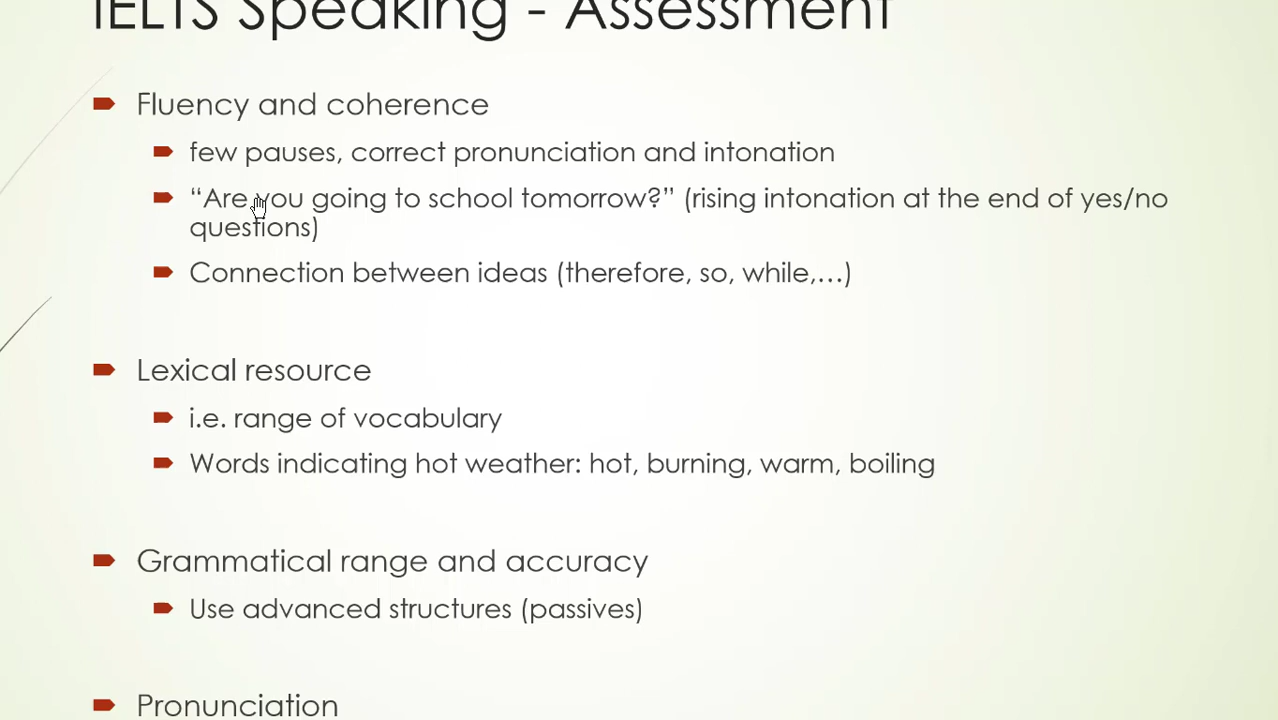 IELTS Speaking - Assessment
Fluency and coherence
few pauses, correct pronunciation and intonation
“Are you going to school tomorrow?” (rising intonation at the end of yes/no
questions)
Connection between ideas (therefore, so, while,…)
Lexical resource
i.e. range of vocabulary
Words indicating hot weather: hot, burning, warm, boiling
Grammatical range and accuracy
Use advanced structures (passives)
Pronunciation